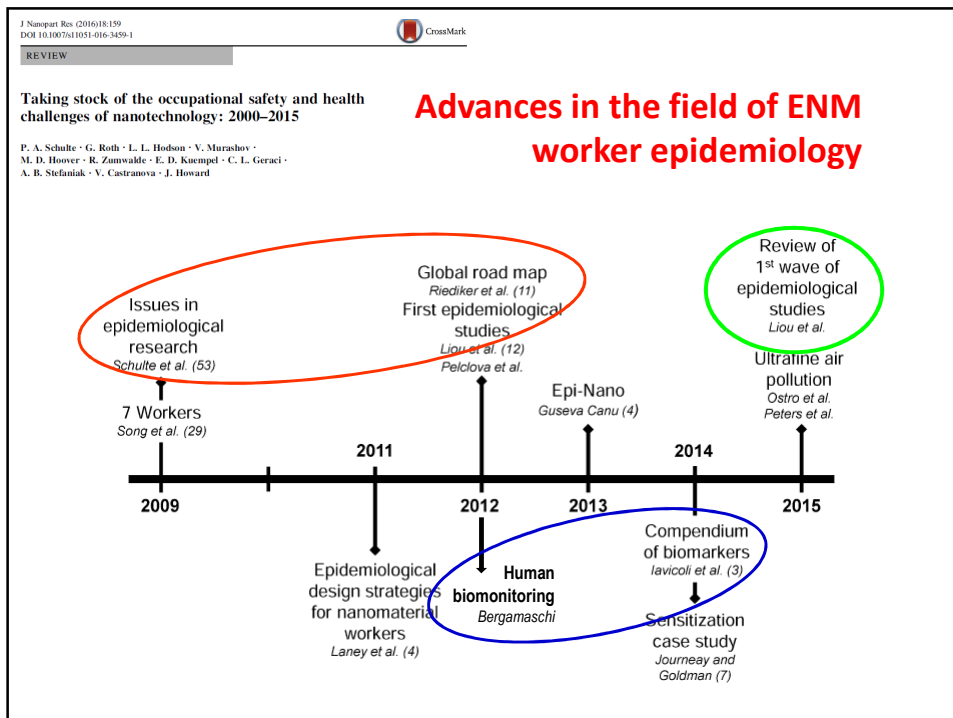 J Nanopart Res (2016)18:159
DOI 10.1007/s11051-016-3459-1
CrossMark
REVIEW
Taking stock of the occupational safety and health
challenges of nanotechnology: 2000–2015
P. A. Schulte · G. Roth · L. L. Hodson · V. Murashov ·
M. D. Hoover · R. Zumwalde · E. D. Kuempel · C. L. Geraci ·
A. B. Stefaniak · V. Castranova · J. Howard
Advances in the field of ENM
worker epidemiology
Issues in
epidemiological
research
Schulte et al. (53)
7 Workers
Song et al. (29)
Global road map
Riediker et al. (11)
First epidemiological
studies
Liou et al. (12)
Pelclova et al.
Epi-Nano
Guseva Canu (4)
Review of
1st wave of
epidemiological
studies
Liou et al.
Ultrafine air
pollution
Ostro et al.
Peters et al.
2011
2014
2009
2012
2013
2015
Epidemiological
design strategies
for nanomaterial
workers
Laney et al. (4)
Human
biomonitoring
Bergamaschi
Compendium
of biomarkers
Iavicoli et al. (3)
Sensitization
case study
Journeay and
Goldman (7)